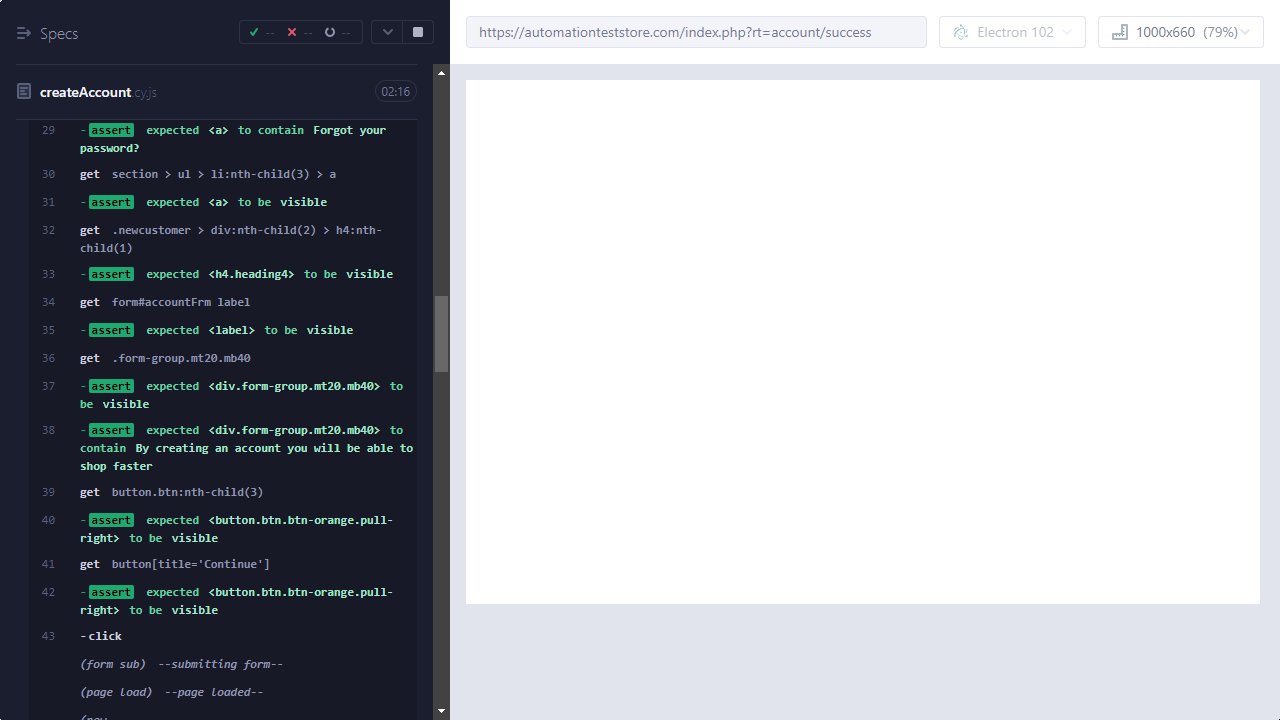 Specs
--
--
--
https://automationteststore.com/index.php?rt=account/success
Electron 102
1000x660 (79%)
createAccount.cy.js
02:16
29 -assert expected <a> to contain Forgot your
password?
30 get section > ul > li:nth-child(3) > a
31 -assert expected <a> to be visible
32 get .newcustomer > div:nth-child(2) > h4:nth-
child(1)
33 -assert expected <h4.heading4> to be visible
34 get form#accountFrm label
35 -assert expected <label> to be visible
36 get .form-group.mt20.mb40
37 -assert expected <div.form-group.mt20.mb40> to
be visible
38 -assert expected <div.form-group.mt20.mb40> to
contain By creating an account you will be able to
shop faster
39 get button.btn:nth-child(3)
40 -assert expected <button.btn.btn-orange.pull-
right> to be visible
41 get button[title='Continue']
42 -assert expected <button.btn.btn-orange.pull-
right> to be visible
43 -click
(form sub) --submitting form--
(page load) --page loaded--
(new